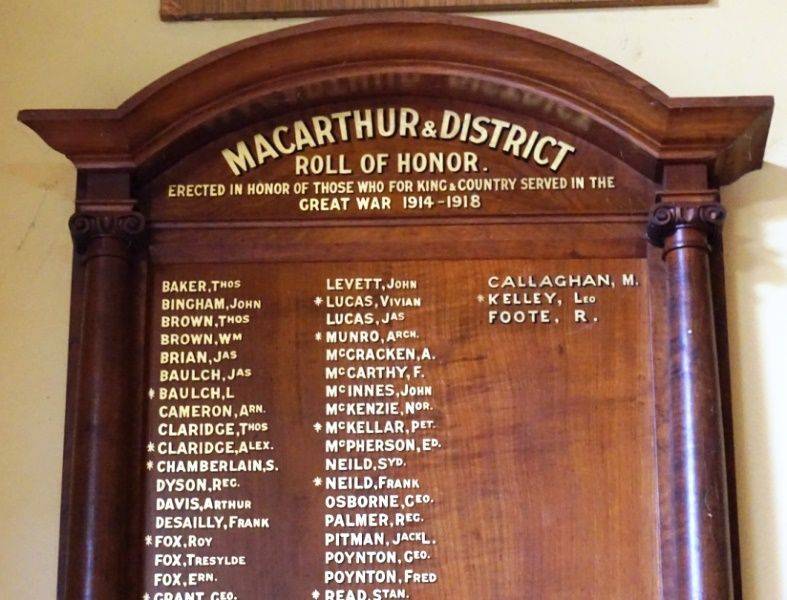 MACARTHUR & DISTRICT
ROLL OF HONOR.
ERECTED IN HONOR OF THOSE WHO FOR KING & COUNTRY SERVED IN THE
GREAT WAR 1914-1918
BAKER, THOS
BINGHAM, JOHN
BROWN, THOS
BROWN, WM
BRIAN, JAS
BAULCH, JAS
* BAULCH, L
CAMERON, ARN.
CLARIDGE, THOS
* CLARIDGE, ALEX.
* CHAMBERLAIN, S.
DYSON, REG.
DAVIS, ARTHUR
DESAILLY, FRANK
* FOX, ROY
FOX, TRESYLDE
FOX, ERN.
* GRANT, GEO.
LEVETT, JOHN
* LUCAS, VIVIAN
LUCAS, JAS
* MUNRO, ARCH.
McCRACKEN, A.
McCARTHY, F.
McINNES, JOHN
McKENZIE, NOR.
* McKELLAR, PET.
McPHERSON, ED.
NEILD, SYD.
* NEILD, FRANK
OSBORNE, GEO.
PALMER, REG.
PITMAN, JACK L.
POYNTON, GEO.
POYNTON, FRED
* READ, STAN.
CALLAGHAN, M.
* KELLEY, LEO
FOOTE, R.